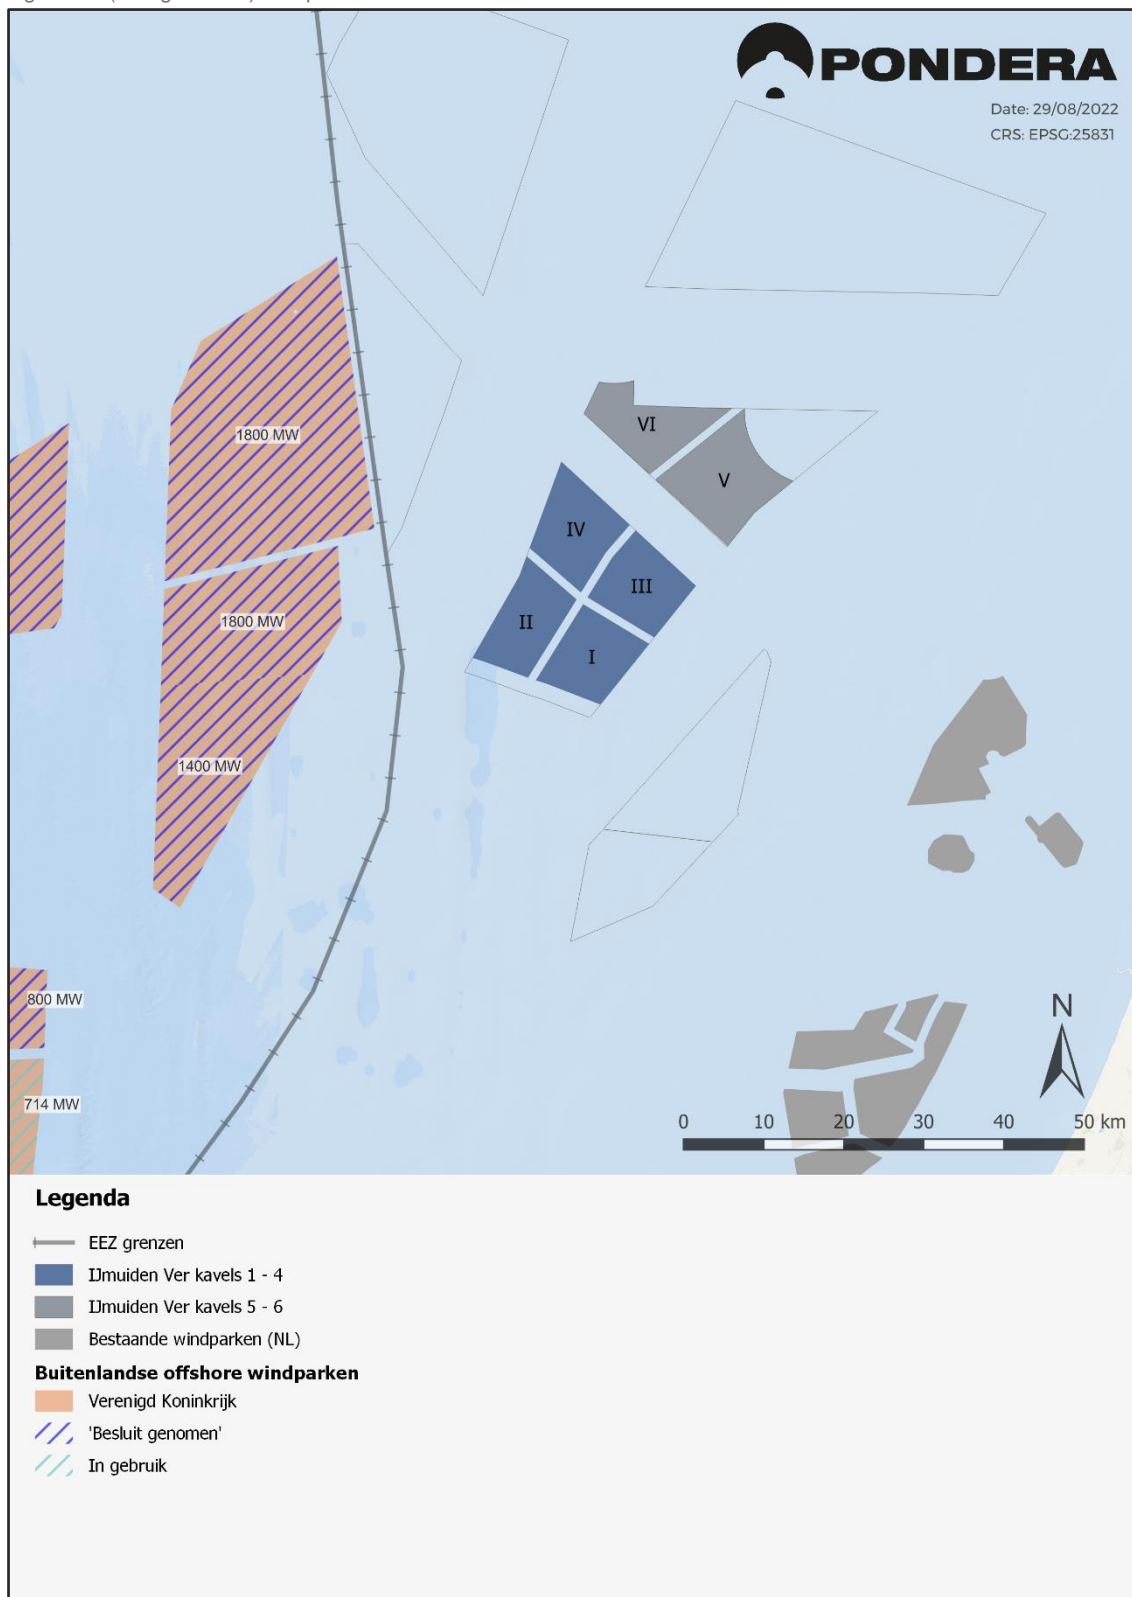 PONDERA
Date: 29/08/2022
CRS: EPSG:25831
1800 MW
VI
V
IV
III
1800 MW
II
I
1400 MW
800 MW
N
714 MW
0 10 20 30 40 50 km
Legenda
EEZ grenzen
IJmuiden Ver kavels 1 - 4
IJmuiden Ver kavels 5 - 6
Bestaande windparken (NL)
Buitenlandse offshore windparken
Verenigd Koninkrijk
'Besluit genomen'
In gebruik